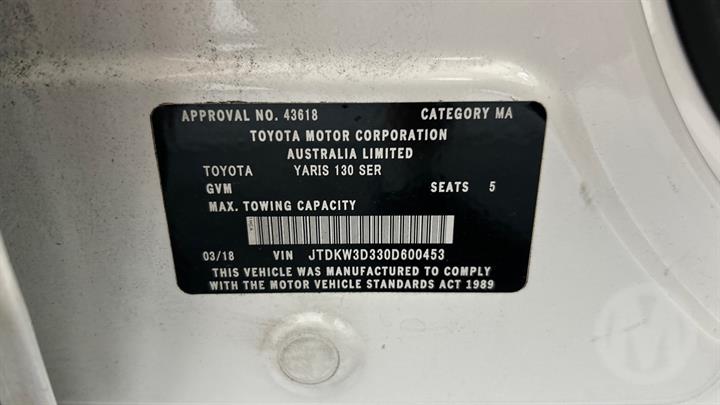 APPROVAL NO. 43618 CATEGORY MA
TOYOTA MOTOR CORPORATION
AUSTRALIA LIMITED
TOYOTA YARIS 130 SER
GVM SEATS 5
MAX. TOWING CAPACITY
03/18 VIN JTDKW3D330D600453
THIS VEHICLE WAS MANUFACTURED TO COMPLY
WITH THE MOTOR VEHICLE STANDARDS ACT 1989
M